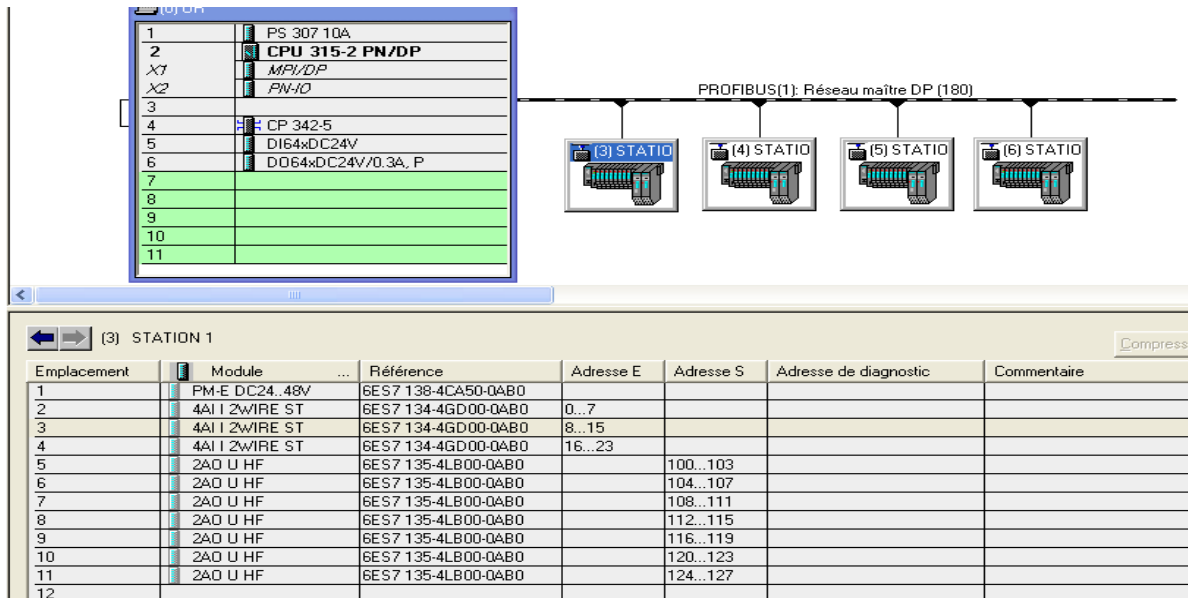 (0) UR
1 PS 307 10A
2 CPU 315-2 PN/DP
X1 MPI/DP
X2 PN-IO
3
4 CP 342-5
5 DI64xDC24V
6 DO64xDC24V/0.3A, P
7
8
9
10
11
PROFIBUS(1): Réseau maître DP (180)
(3) STATIO (4) STATIO (5) STATIO (6) STATIO
(3) STATION 1
Compress
Emplacement Module ... Référence Adresse E Adresse S Adresse de diagnostic Commentaire
1 PM-E DC24..48V 6ES7 138-4CA50-0AB0
2 4AI I 2WIRE ST 6ES7 134-4GD00-0AB0 0...7
3 4AI I 2WIRE ST 6ES7 134-4GD00-0AB0 8...15
4 4AI I 2WIRE ST 6ES7 134-4GD00-0AB0 16...23
5 2AO U HF 6ES7 135-4LB00-0AB0 100...103
6 2AO U HF 6ES7 135-4LB00-0AB0 104...107
7 2AO U HF 6ES7 135-4LB00-0AB0 108...111
8 2AO U HF 6ES7 135-4LB00-0AB0 112...115
9 2AO U HF 6ES7 135-4LB00-0AB0 116...119
10 2AO U HF 6ES7 135-4LB00-0AB0 120...123
11 2AO U HF 6ES7 135-4LB00-0AB0 124...127
12